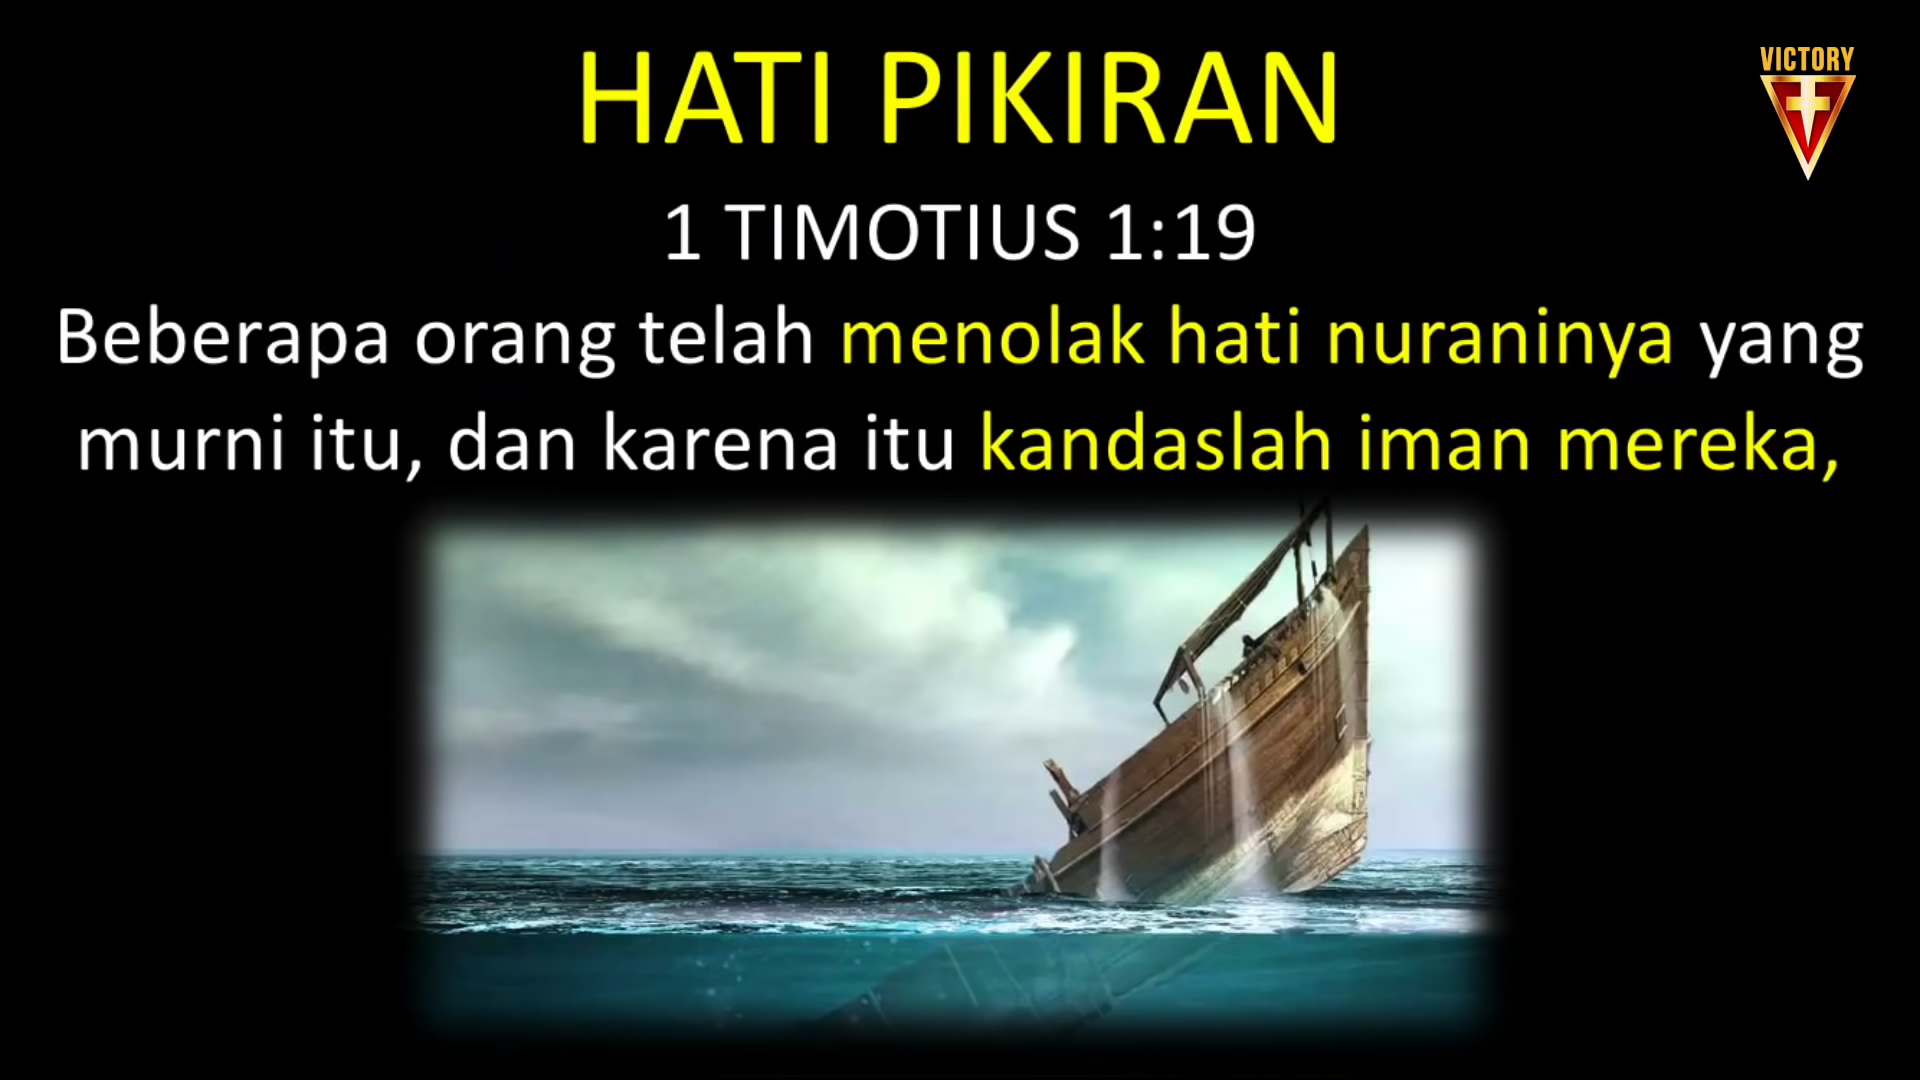 HATI PIKIRAN
VICTORY
1 TIMOTIUS 1:19
Beberapa orang telah menolak hati nuraninya yang
murni itu, dan karena itu kandaslah iman mereka,